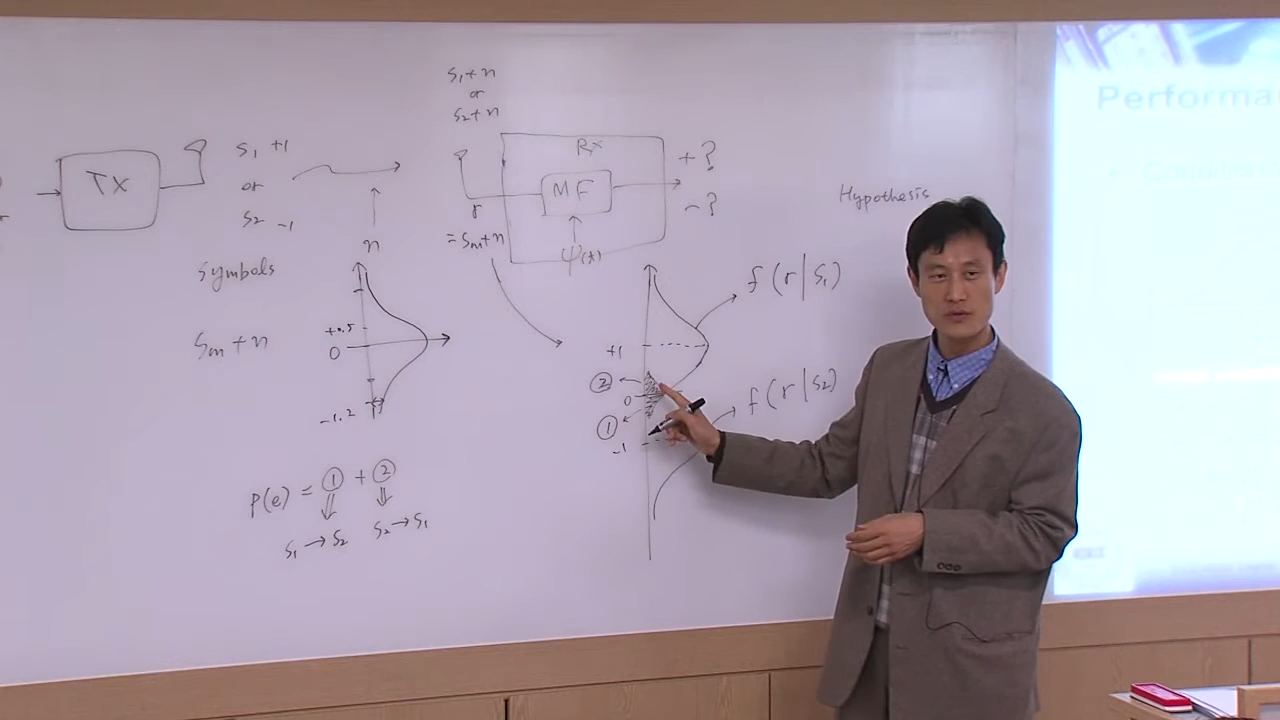 TX
s₁ +1
or
s₂ -1
Symbols
sₘ + n
n
+0.5
0
-1.2
P(e) = ① + ②
s₁ → s₂
s₂ → s₁
s₁ + n
or
s₂ + n
Rx
MF
r
= sₘ + n
ψ(t)
+?
-?
Hypothesis
f(r|s₁)
+1
②
0
①
-1
f(r|s₂)
Performa